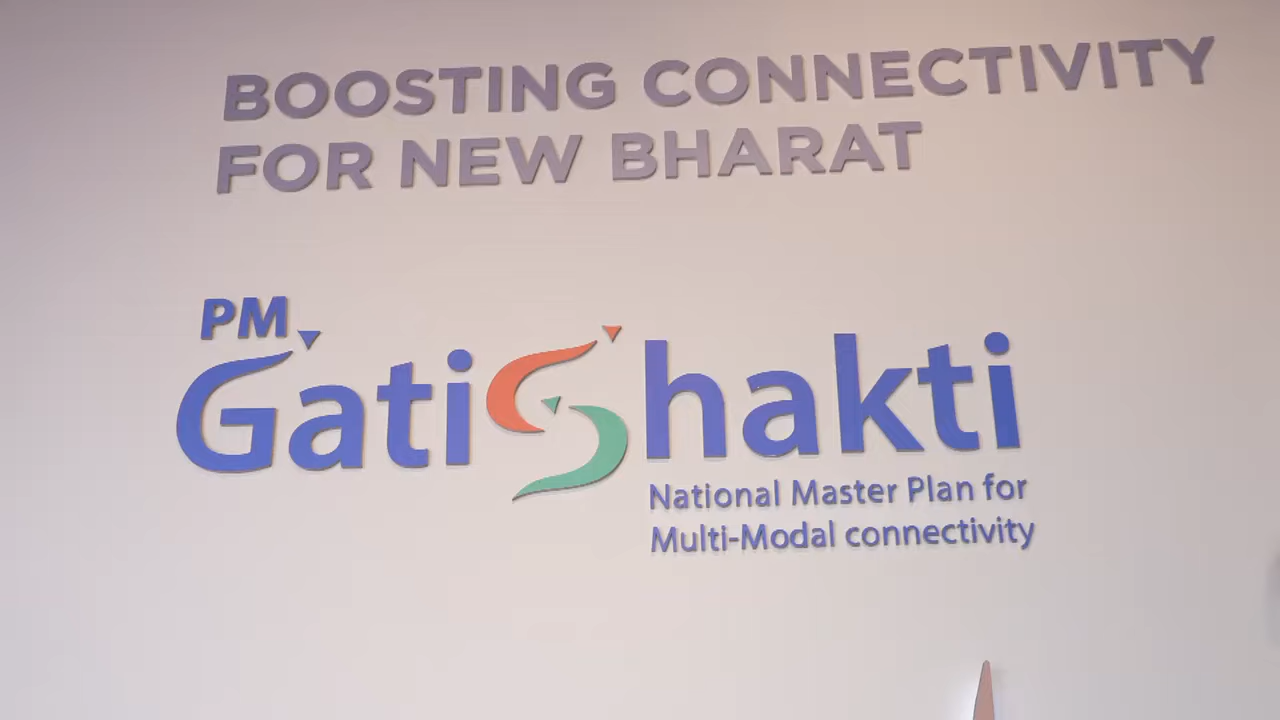 BOOSTING CONNECTIVITY
FOR NEW BHARAT
PM
GatiShakti
National Master Plan for
Multi-Modal connectivity